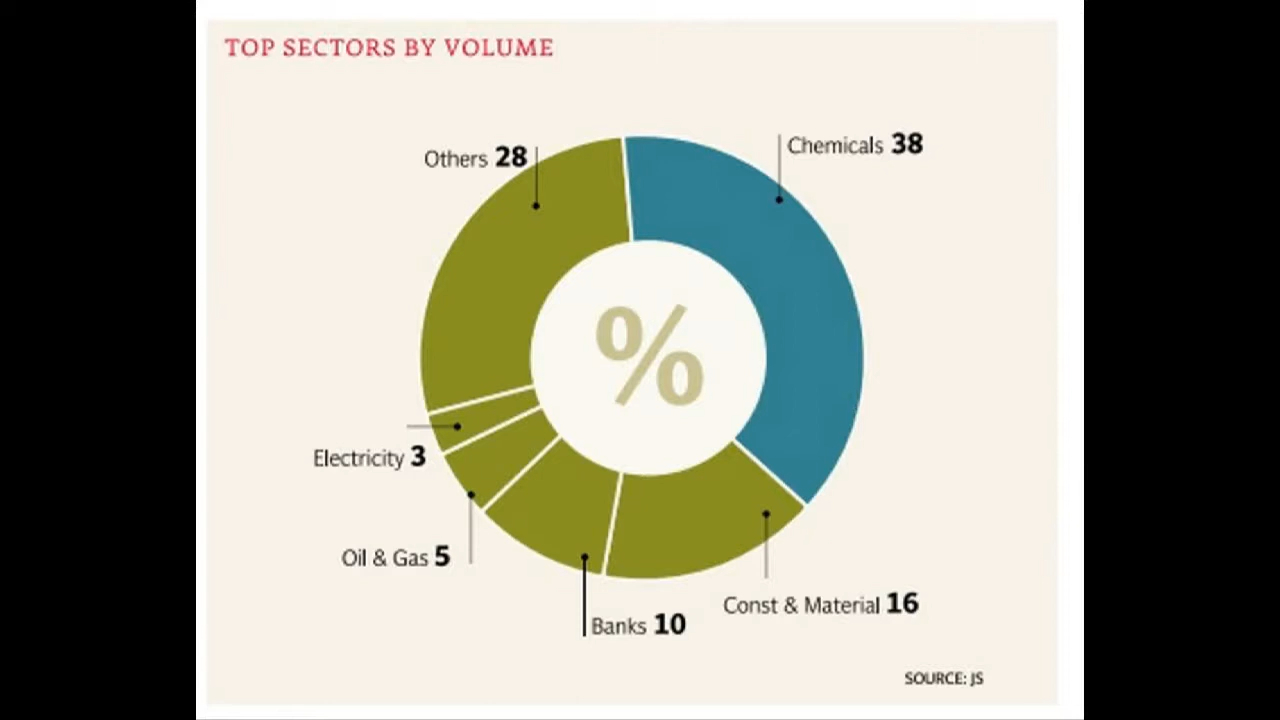 TOP SECTORS BY VOLUME
Others 28
Chemicals 38
%
Electricity 3
Oil & Gas 5
Const & Material 16
Banks 10
SOURCE: JS